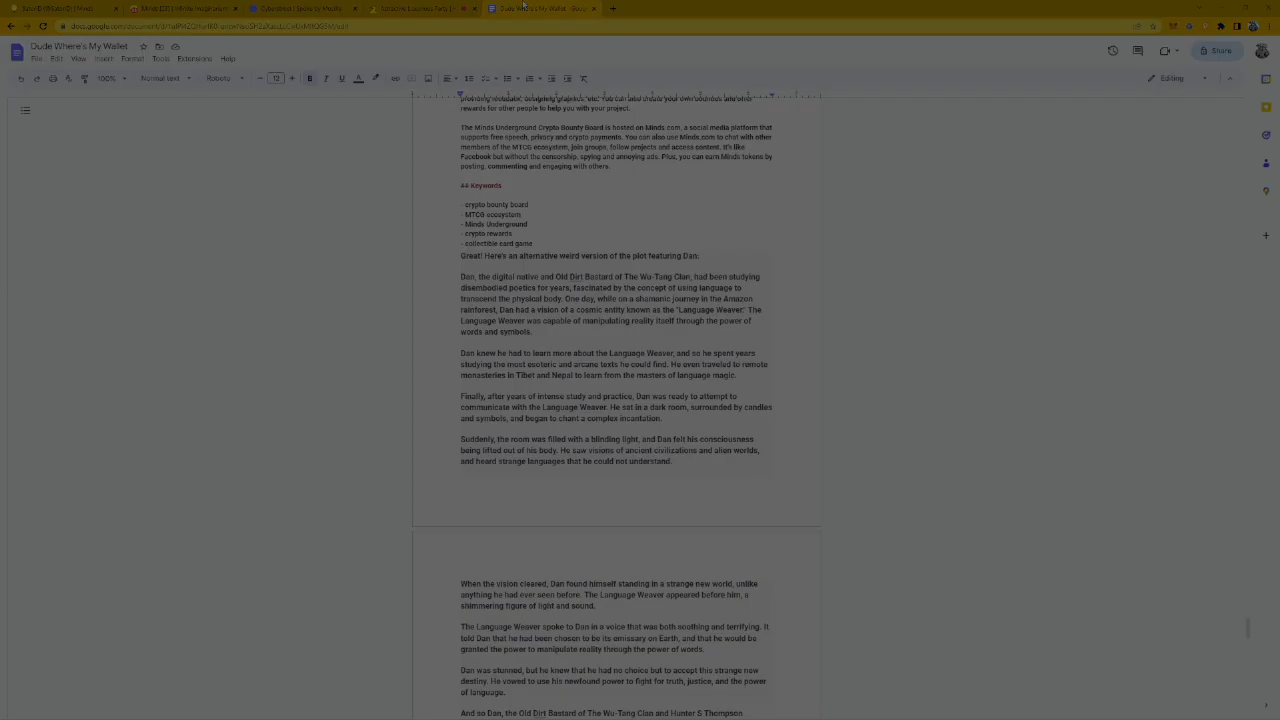 Dude Where's My Wallet
File Edit View Insert Format Tools Extensions Help
Share
100% Normal text Roboto 12 Editing
rewards for other people to help you with your project.
The Minds Underground Crypto Bounty Board is hosted on Minds.com, a social media platform that
supports free speech, privacy and crypto payments. You can also use Minds.com to chat with other
members of the MTCG ecosystem, join groups, follow projects and access content. It's like
Facebook but without the censorship, spying and annoying ads. Plus, you can earn Minds tokens by
posting, commenting and engaging with others.
## Keywords
- crypto bounty board
- MTCG ecosystem
- Minds Underground
- crypto rewards
- collectible card game
Great! Here's an alternative weird version of the plot featuring Dan:
Dan, the digital native and Old Dirt Bastard of The Wu-Tang Clan, had been studying
disembodied poetics for years, fascinated by the concept of using language to
transcend the physical body. One day, while on a shamanic journey in the Amazon
rainforest, Dan had a vision of a cosmic entity known as the "Language Weaver." The
Language Weaver was capable of manipulating reality itself through the power of
words and symbols.
Dan knew he had to learn more about the Language Weaver, and so he spent years
studying the most esoteric and arcane texts he could find. He even traveled to remote
monasteries in Tibet and Nepal to learn from the masters of language magic.
Finally, after years of intense study and practice, Dan was ready to attempt to
communicate with the Language Weaver. He sat in a dark room, surrounded by candles
and symbols, and began to chant a complex incantation.
Suddenly, the room was filled with a blinding light, and Dan felt his consciousness
being lifted out of his body. He saw visions of ancient civilizations and alien worlds,
and heard strange languages that he could not understand.
When the vision cleared, Dan found himself standing in a strange new world, unlike
anything he had ever seen before. The Language Weaver appeared before him, a
shimmering figure of light and sound.
The Language Weaver spoke to Dan in a voice that was both soothing and terrifying. It
told Dan that he had been chosen to be its emissary on Earth, and that he would be
granted the power to manipulate reality through the power of words.
Dan was stunned, but he knew that he had no choice but to accept this strange new
destiny. He vowed to use his newfound power to fight for truth, justice, and the power
of language.
And so Dan, the Old Dirt Bastard of The Wu-Tang Clan and Hunter S Thompson